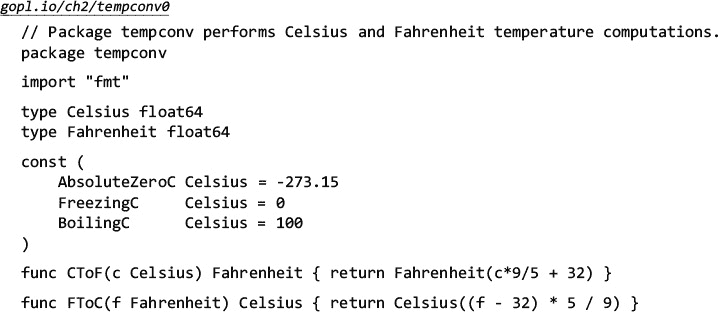 gopl.io/ch2/tempconv0
// Package tempconv performs Celsius and Fahrenheit temperature computations.
package tempconv
import "fmt"
type Celsius float64
type Fahrenheit float64
const (
    AbsoluteZeroC Celsius = -273.15
    FreezingC     Celsius = 0
    BoilingC      Celsius = 100
)
func CToF(c Celsius) Fahrenheit { return Fahrenheit(c*9/5 + 32) }
func FToC(f Fahrenheit) Celsius { return Celsius((f - 32) * 5 / 9) }